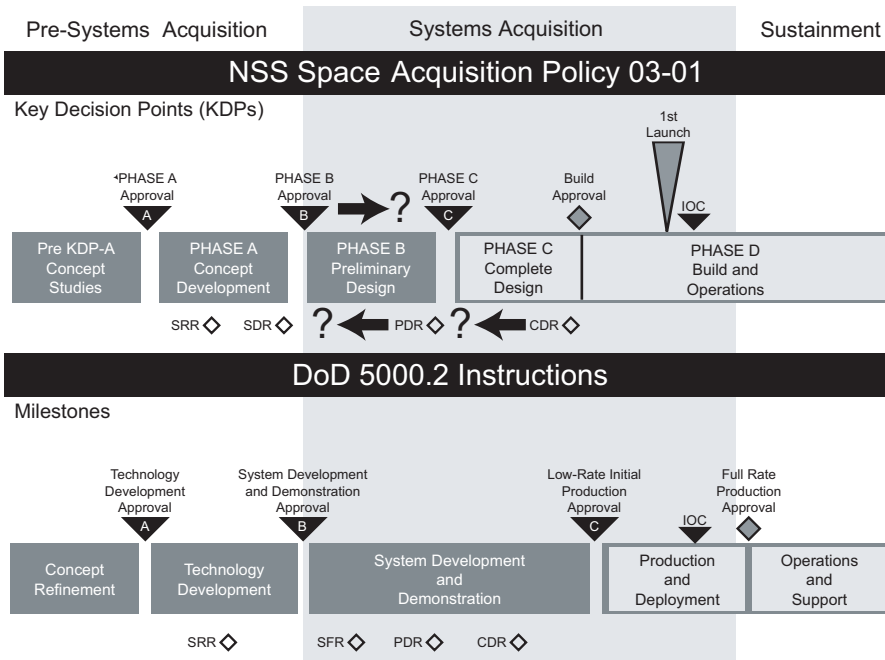 Pre-Systems Acquisition
Systems Acquisition
Sustainment
NSS Space Acquisition Policy 03-01
Key Decision Points (KDPs)
1st
Launch
PHASE A
Approval
A
PHASE B
Approval
B
?
PHASE C
Approval
C
Build
Approval
IOC
Pre KDP-A
Concept
Studies
PHASE A
Concept
Development
PHASE B
Preliminary
Design
PHASE C
Complete
Design
PHASE D
Build and
Operations
SRR
SDR
?
PDR
?
CDR
DoD 5000.2 Instructions
Milestones
Technology
Development
Approval
A
System Development
and Demonstration
Approval
B
Low-Rate Initial
Production
Approval
C
IOC
Full Rate
Production
Approval
Concept
Refinement
Technology
Development
System Development
and
Demonstration
Production
and
Deployment
Operations
and
Support
SRR
SFR
PDR
CDR